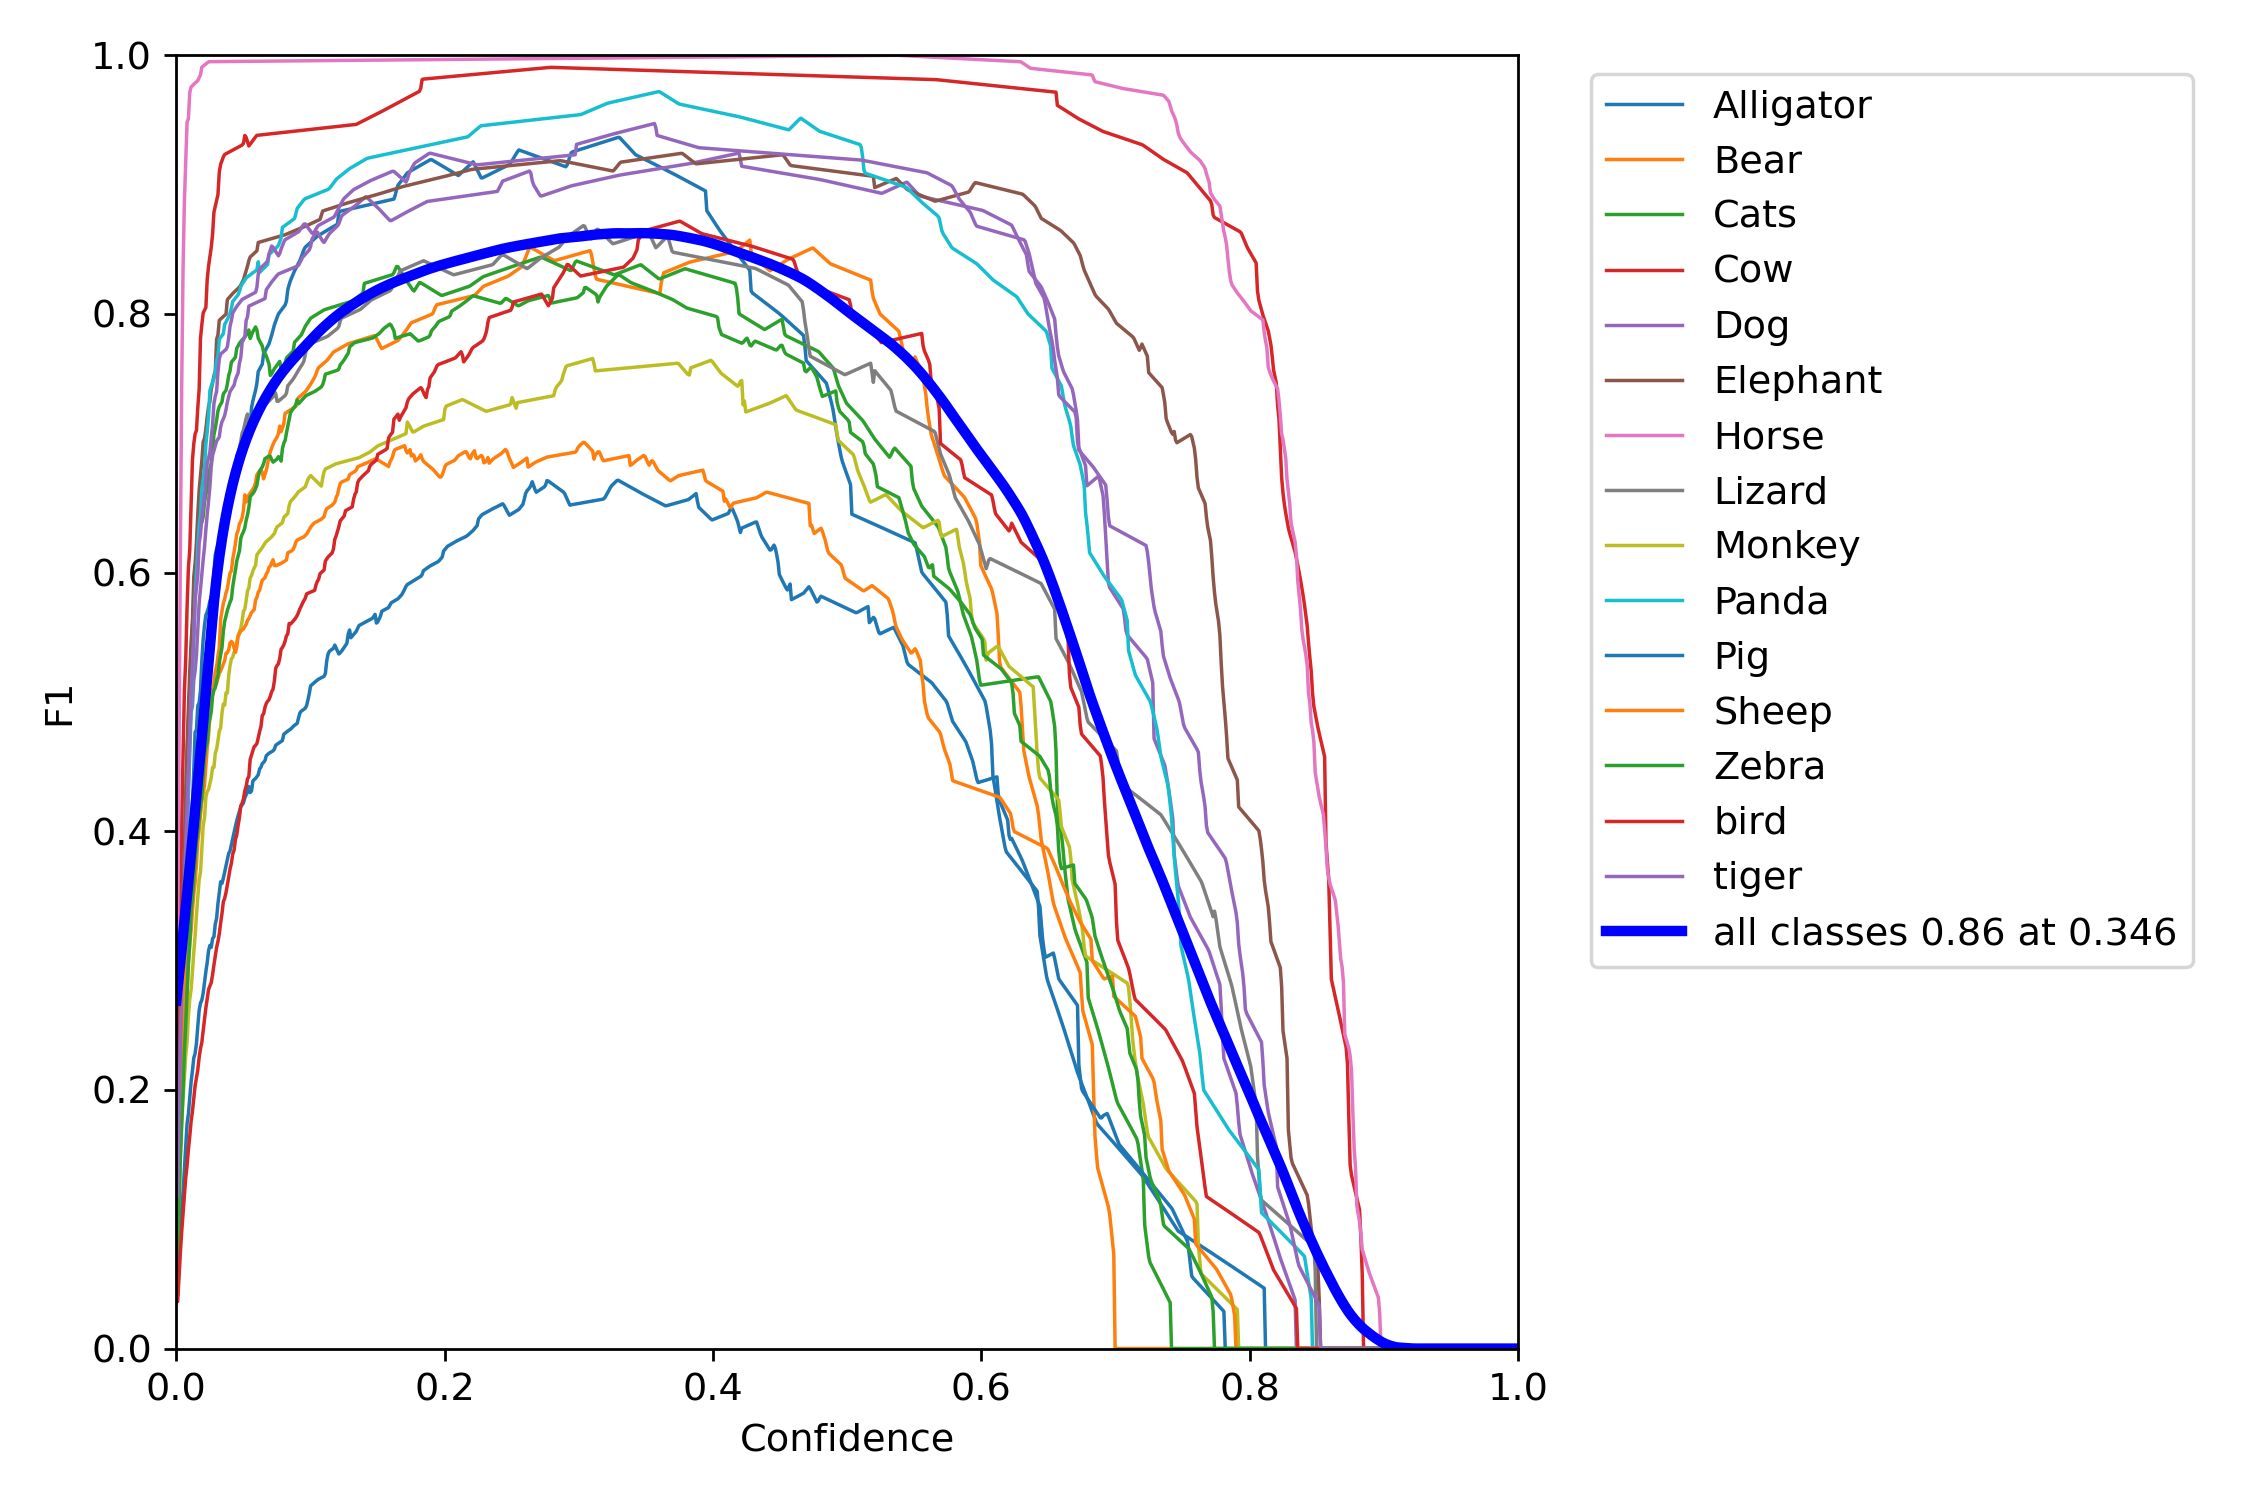 1.0
0.8
0.6
0.4
0.2
0.0
F1
0.0 0.2 0.4 0.6 0.8 1.0
Confidence
Alligator
Bear
Cats
Cow
Dog
Elephant
Horse
Lizard
Monkey
Panda
Pig
Sheep
Zebra
bird
tiger
all classes 0.86 at 0.346